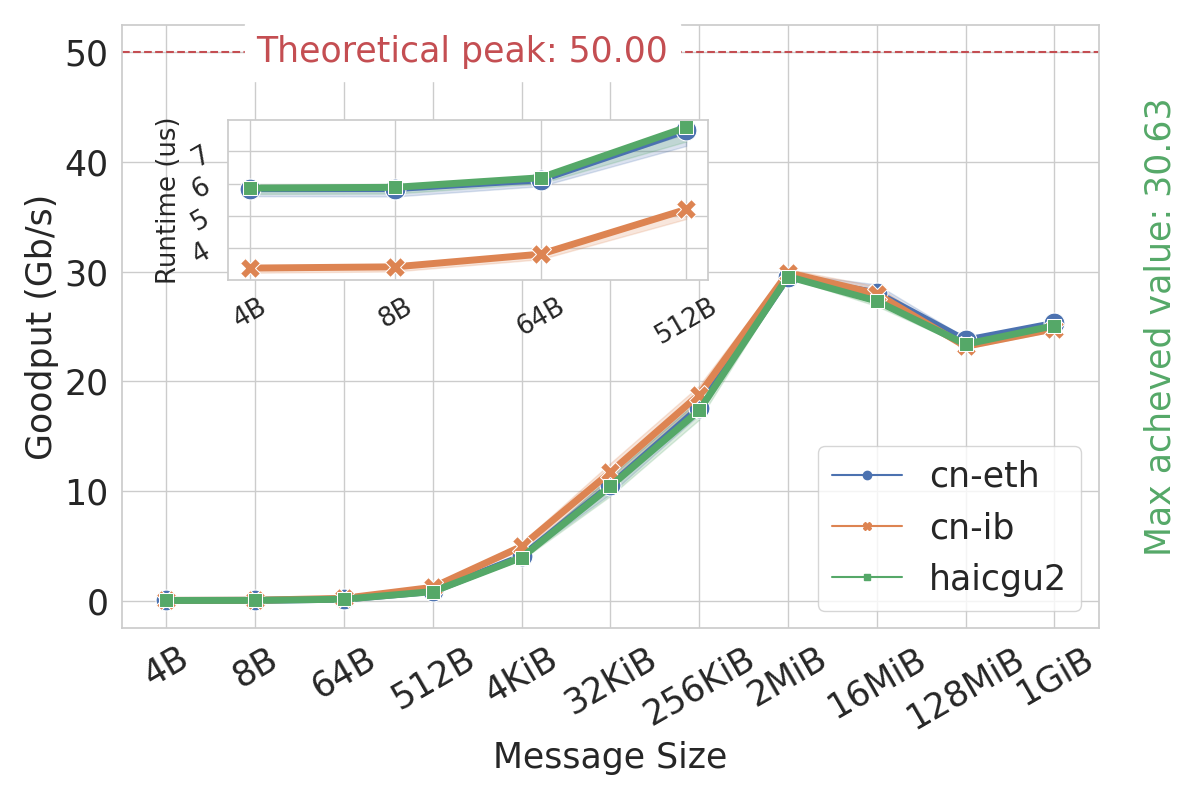 Theoretical peak: 50.00
Goodput (Gb/s)
50
40
30
20
10
0
Runtime (us)
7
6
5
4
4B 8B 64B 512B
cn-eth
cn-ib
haicgu2
4B 8B 64B 512B 4KiB 32KiB 256KiB 2MiB 16MiB 128MiB 1GiB
Message Size
Max acheved value: 30.63